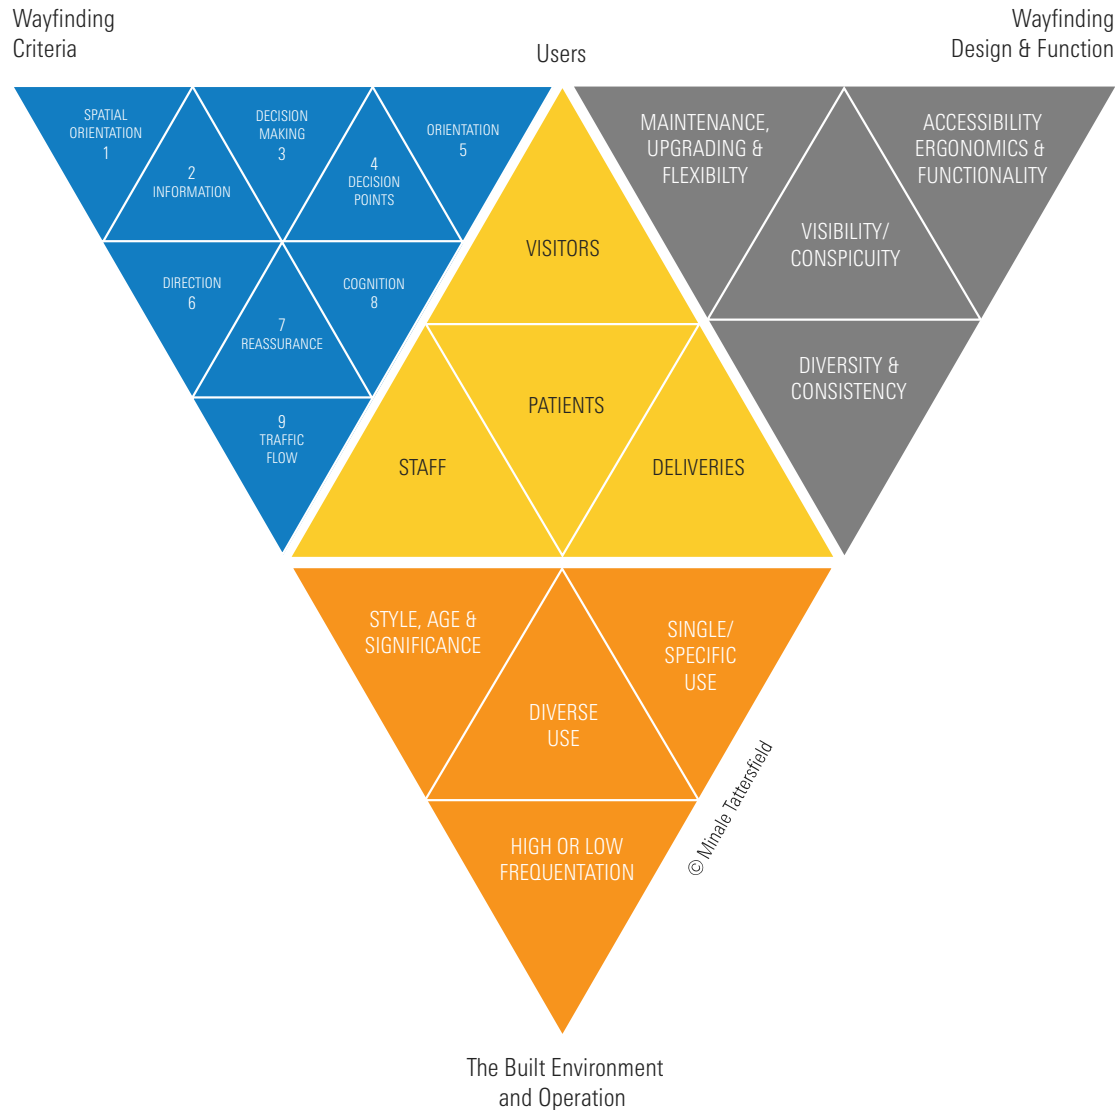 Wayfinding
Criteria
Users
Wayfinding
Design & Function
SPATIAL
ORIENTATION
1
2
INFORMATION
DECISION
MAKING
3
4
DECISION
POINTS
ORIENTATION
5
DIRECTION
6
7
REASSURANCE
COGNITION
8
9
TRAFFIC
FLOW
VISITORS
PATIENTS
STAFF
DELIVERIES
MAINTENANCE,
UPGRADING &
FLEXIBILTY
ACCESSIBILITY
ERGONOMICS &
FUNCTIONALITY
VISIBILITY/
CONSPICUITY
DIVERSITY &
CONSISTENCY
STYLE, AGE &
SIGNIFICANCE
SINGLE/
SPECIFIC
USE
DIVERSE
USE
HIGH OR LOW
FREQUENTATION
© Minale Tattersfield
The Built Environment
and Operation